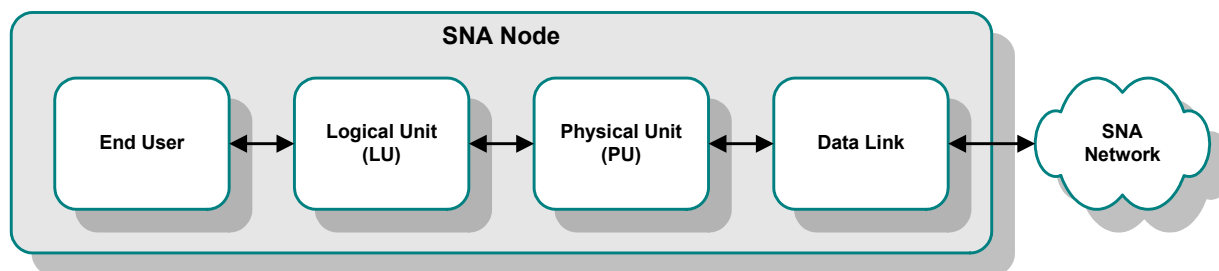 SNA Node
End User
Logical Unit
(LU)
Physical Unit
(PU)
Data Link
SNA
Network